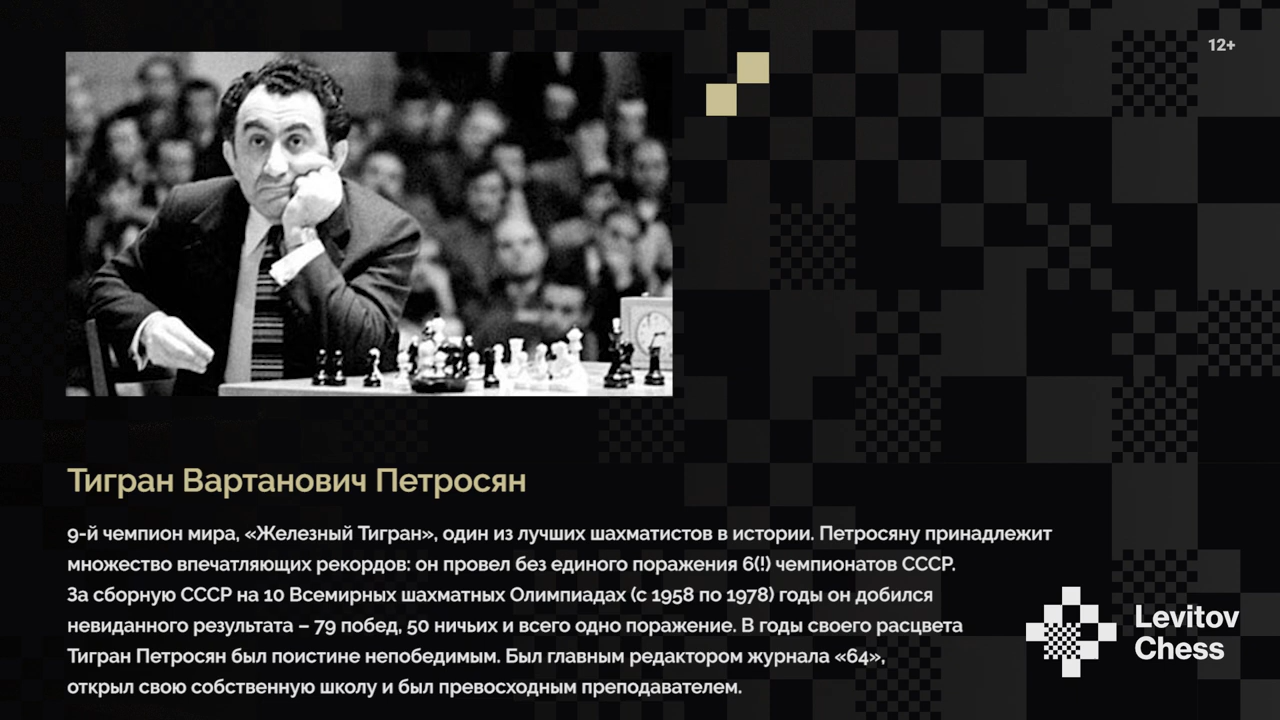 12+
Тигран Вартанович Петросян
9-й чемпион мира, «Железный Тигран», один из лучших шахматистов в истории. Петросяну принадлежит
множество впечатляющих рекордов: он провел без единого поражения 6(!) чемпионатов СССР.
За сборную СССР на 10 Всемирных шахматных Олимпиадах (с 1958 по 1978) годы он добился
невиданного результата – 79 побед, 50 ничьих и всего одно поражение. В годы своего расцвета
Тигран Петросян был поистине непобедимым. Был главным редактором журнала «64»,
открыл свою собственную школу и был превосходным преподавателем.
Levitov
Chess